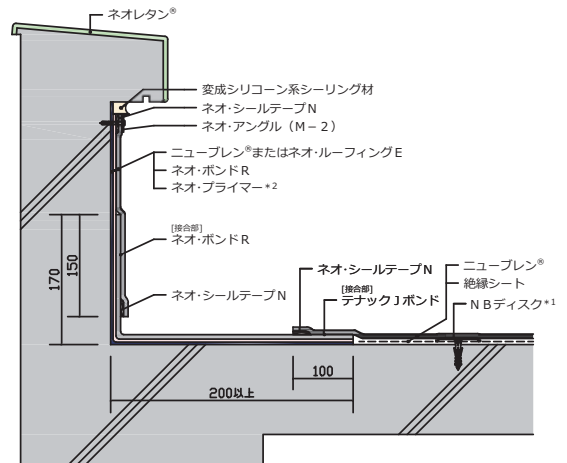 ネオレタン®
変成シリコーン系シーリング材
ネオ･シールテープN
ネオ･アングル（M－2）
ニューブレン®またはネオ･ルーフィングE
ネオ･ボンドR
ネオ･プライマー*2
[接合部]
ネオ･ボンドR
170
150
ネオ･シールテープN
ネオ･シールテープN
[接合部]
テナックJボンド
ニューブレン®
絶縁シート
NBディスク*1
100
200以上